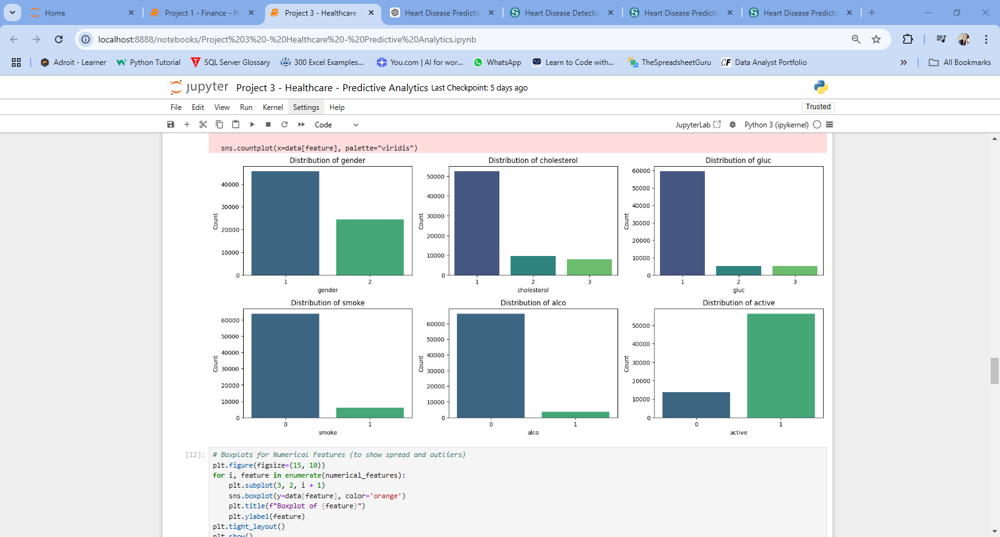 Home
Project 1 - Finance - Pr
Project 3 - Healthcare -
Heart Disease Predictic
Heart Disease Detectic
Heart Disease Predictic
Heart Disease Predictic
localhost:8888/notebooks/Project%203%20-%20Healthcare%20-%20Predictive%20Analytics.ipynb
Adroit - Learner
Python Tutorial
SQL Server Glossary
300 Excel Examples...
You.com | AI for wor...
WhatsApp
Learn to Code with...
TheSpreadsheetGuru
CF Data Analyst Portfolio
All Bookmarks
jupyter Project 3 - Healthcare - Predictive Analytics Last Checkpoint: 5 days ago
File Edit View Run Kernel Settings Help
Trusted
Code
JupyterLab
Python 3 (ipykernel)
sns.countplot(x=data[feature], palette="viridis")
Distribution of gender
Count
40000
30000
20000
10000
0
1 2
gender
Distribution of cholesterol
Count
50000
40000
30000
20000
10000
0
1 2 3
cholesterol
Distribution of gluc
Count
60000
50000
40000
30000
20000
10000
0
1 2 3
gluc
Distribution of smoke
Count
60000
50000
40000
30000
20000
10000
0
0 1
smoke
Distribution of alco
Count
60000
50000
40000
30000
20000
10000
0
0 1
alco
Distribution of active
Count
50000
40000
30000
20000
10000
0
0 1
active
[12]:
# Boxplots for Numerical Features (to show spread and outliers)
plt.figure(figsize=(15, 10))
for i, feature in enumerate(numerical_features):
    plt.subplot(3, 2, i + 1)
    sns.boxplot(y=data[feature], color='orange')
    plt.title(f"Boxplot of {feature}")
    plt.ylabel(feature)
plt.tight_layout()
plt.show()